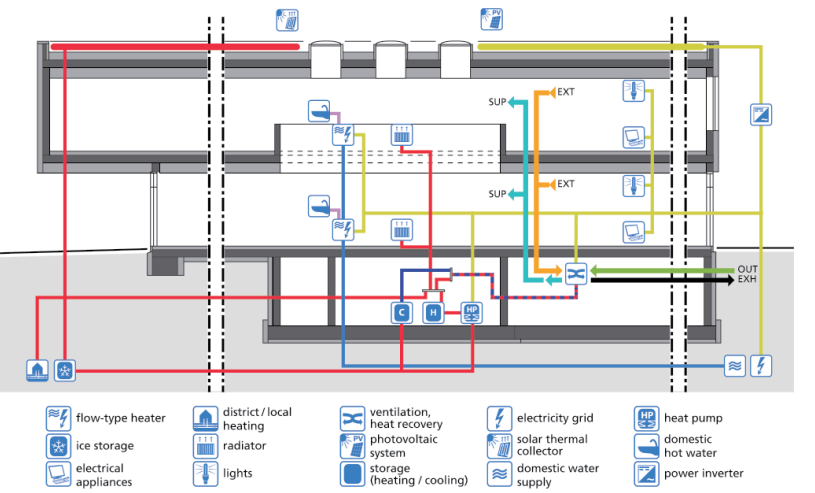 PV
EXT
SUP
EXT
SUP
OUT
EXH
C
H
HP
flow-type heater
district / local
heating
ventilation,
heat recovery
electricity grid
HP
heat pump
ice storage
radiator
PV
photovoltaic
system
solar thermal
collector
domestic
hot water
electrical
appliances
lights
storage
(heating / cooling)
domestic water
supply
power inverter